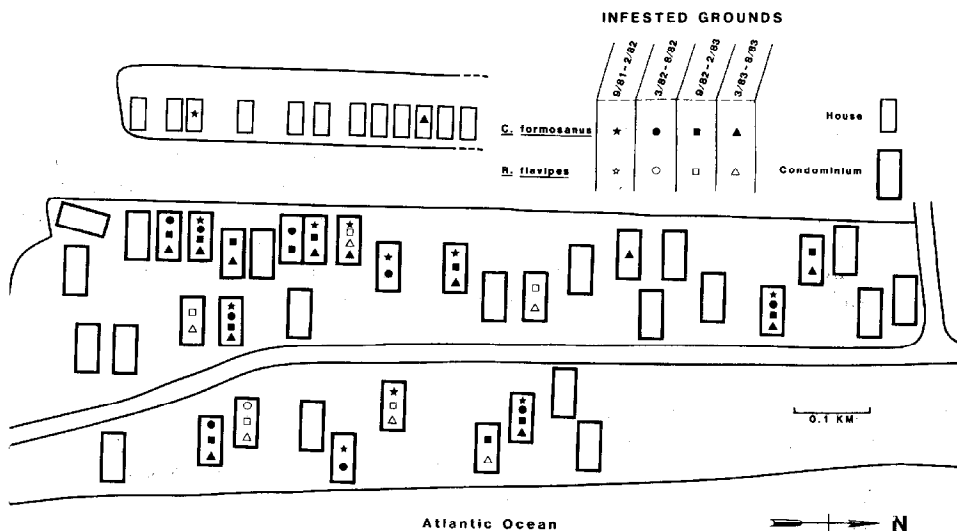 INFESTED GROUNDS
9/81-2/82
3/82-8/82
9/82-2/83
3/83-8/83
House
C. formosanus
R. flavipes
Condominium
0.1 KM
Atlantic Ocean
N